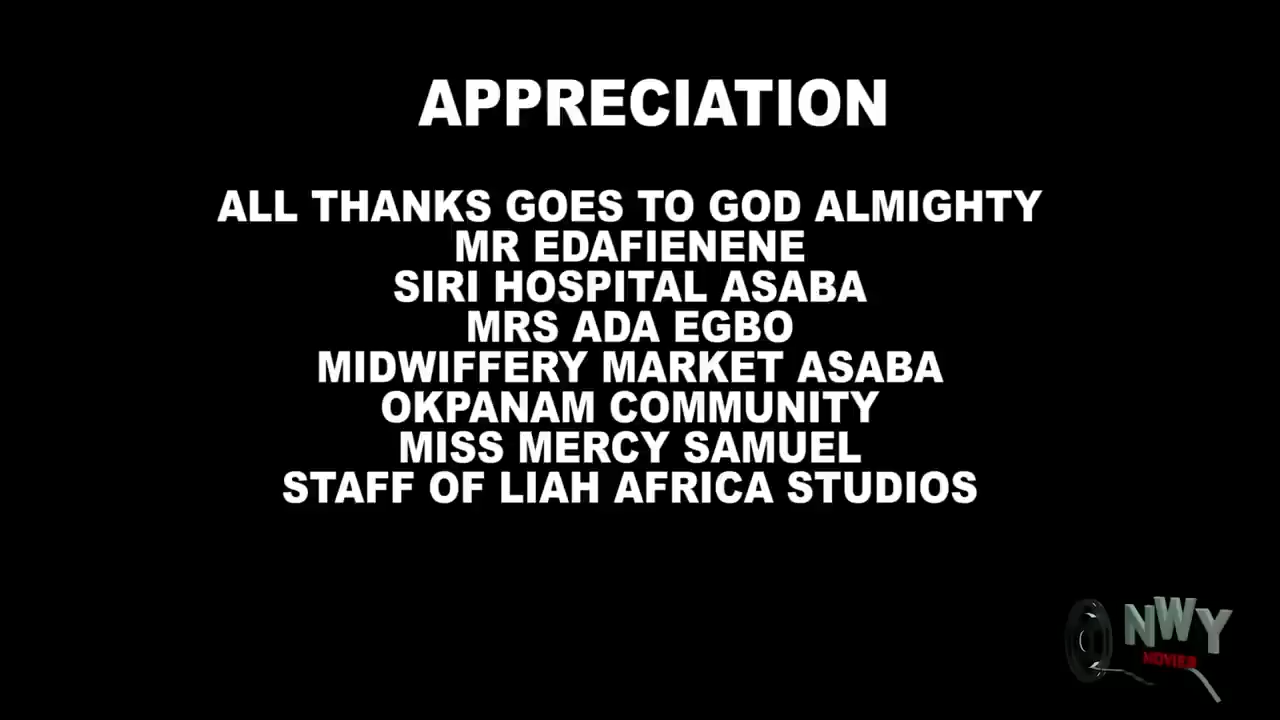 APPRECIATION
ALL THANKS GOES TO GOD ALMIGHTY
MR EDAFIENENE
SIRI HOSPITAL ASABA
MRS ADA EGBO
MIDWIFFERY MARKET ASABA
OKPANAM COMMUNITY
MISS MERCY SAMUEL
STAFF OF LIAH AFRICA STUDIOS
NWY
MOVIES